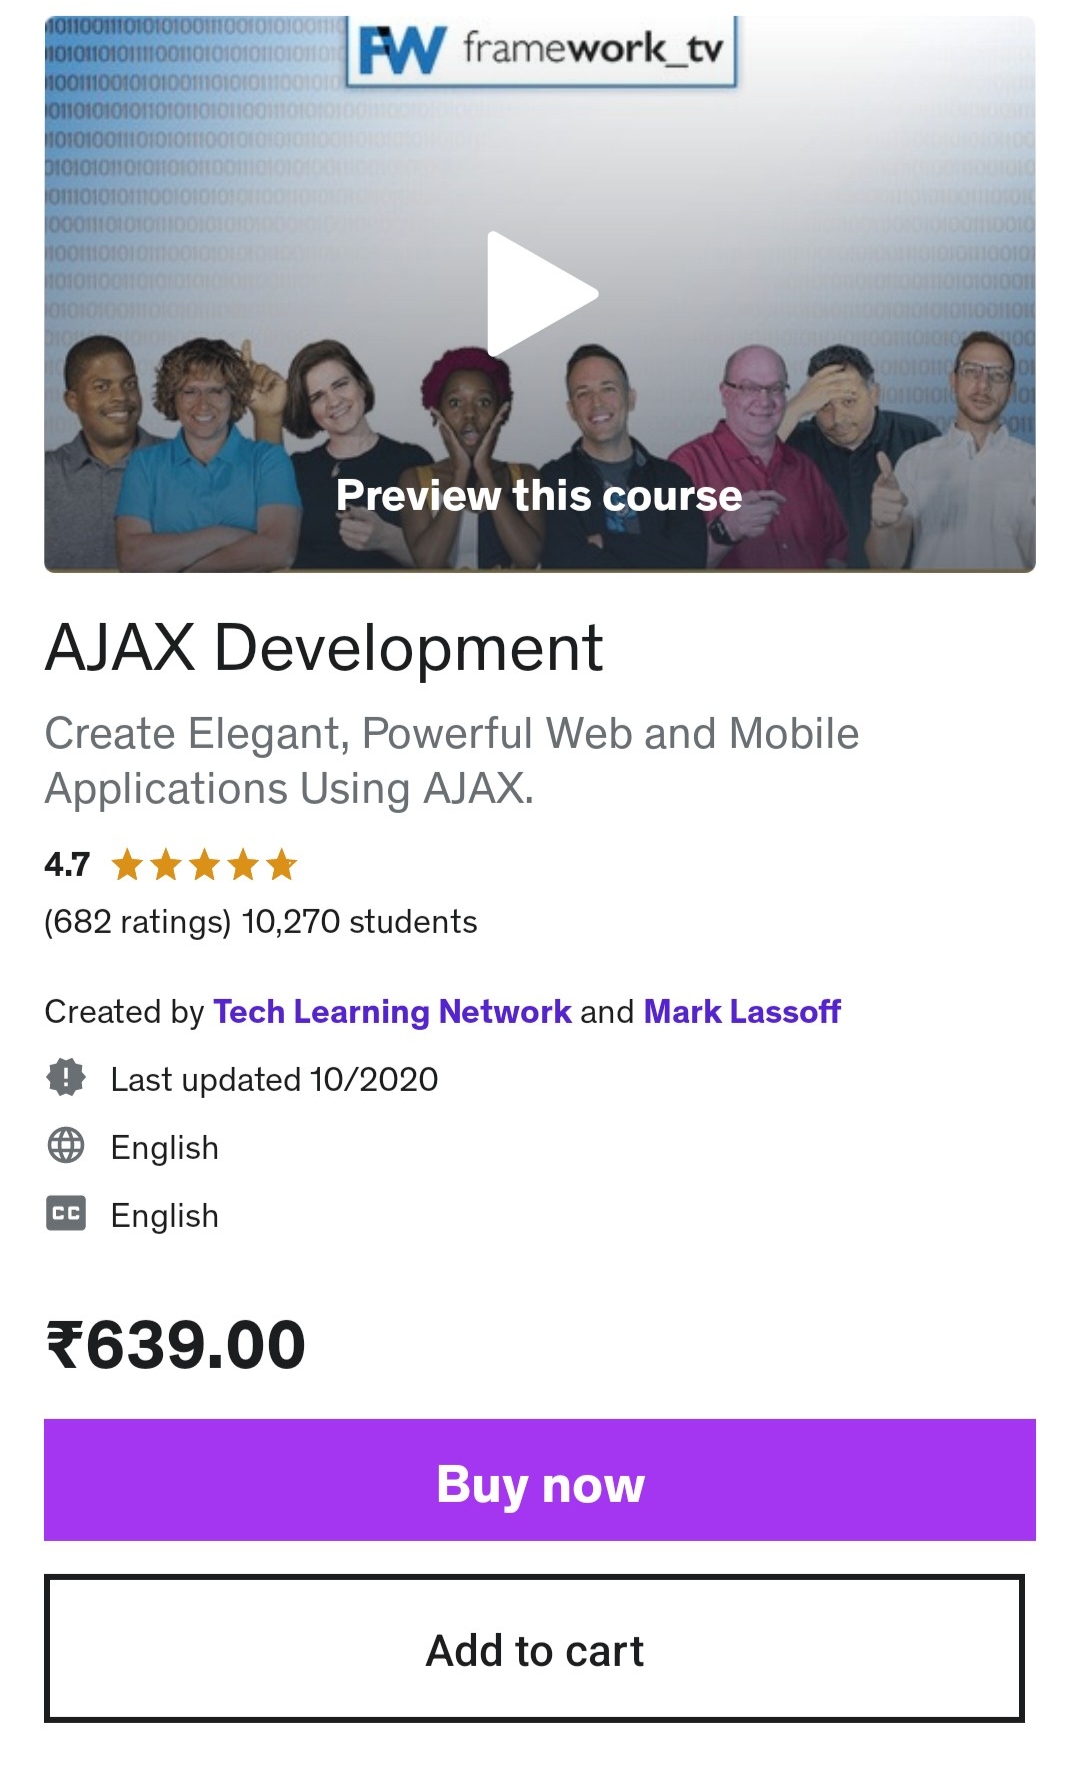 FW framework_tv
Preview this course
AJAX Development
Create Elegant, Powerful Web and Mobile
Applications Using AJAX.
4.7
(682 ratings) 10,270 students
Created by Tech Learning Network and Mark Lassoff
Last updated 10/2020
English
CC English
₹639.00
Buy now
Add to cart